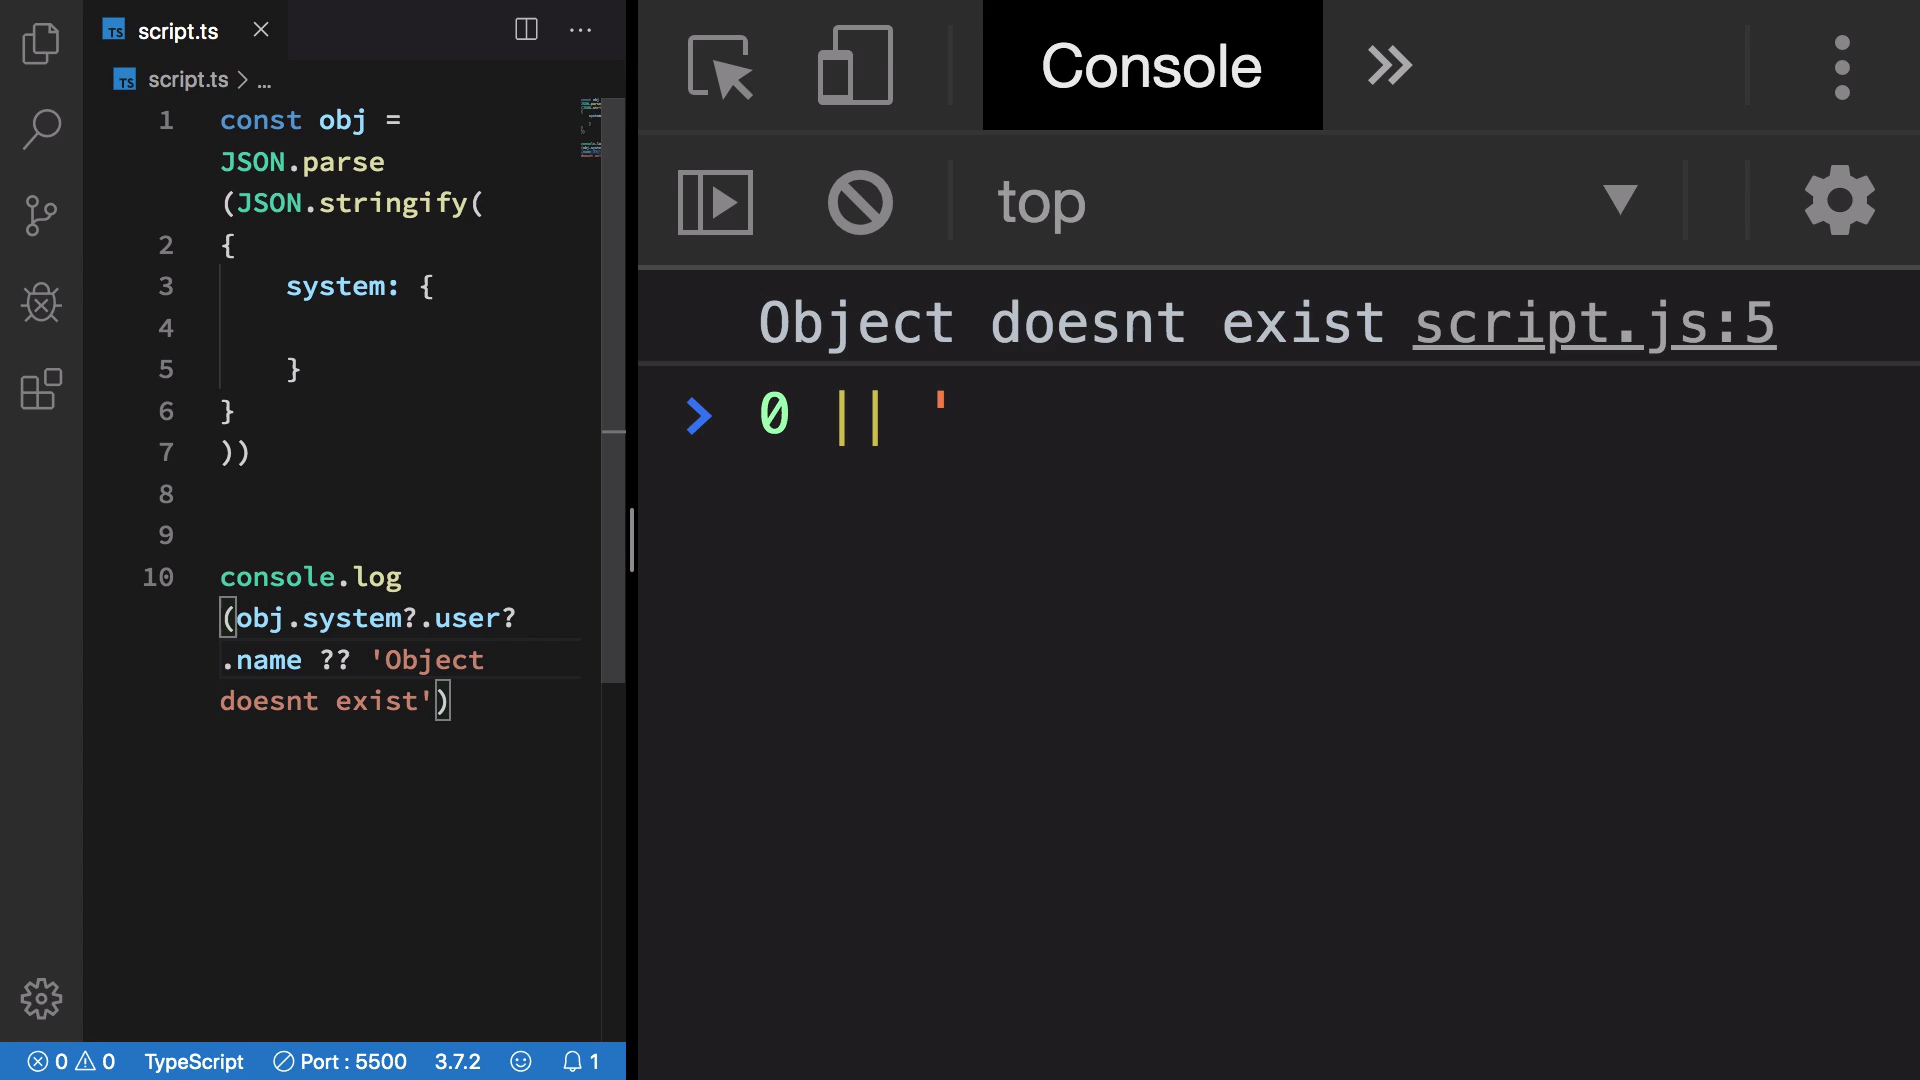 script.ts
script.ts > ...
1 const obj =
JSON.parse
(JSON.stringify(
2 {
3 system: {
4
5 }
6 }
7 ))
8
9
10 console.log
(obj.system?.user?
.name ?? 'Object
doesnt exist')
0 0 TypeScript Port : 5500 3.7.2 1
Console
top
Object doesnt exist script.js:5
> 0 || '